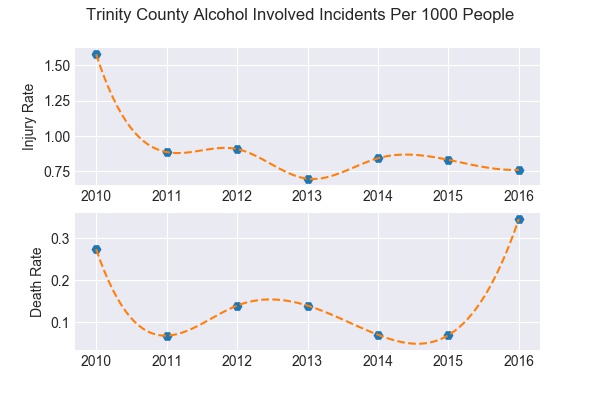 Trinity County Alcohol Involved Incidents Per 1000 People
Injury Rate
1.50
1.25
1.00
0.75
2010 2011 2012 2013 2014 2015 2016
Death Rate
0.3
0.2
0.1
2010 2011 2012 2013 2014 2015 2016